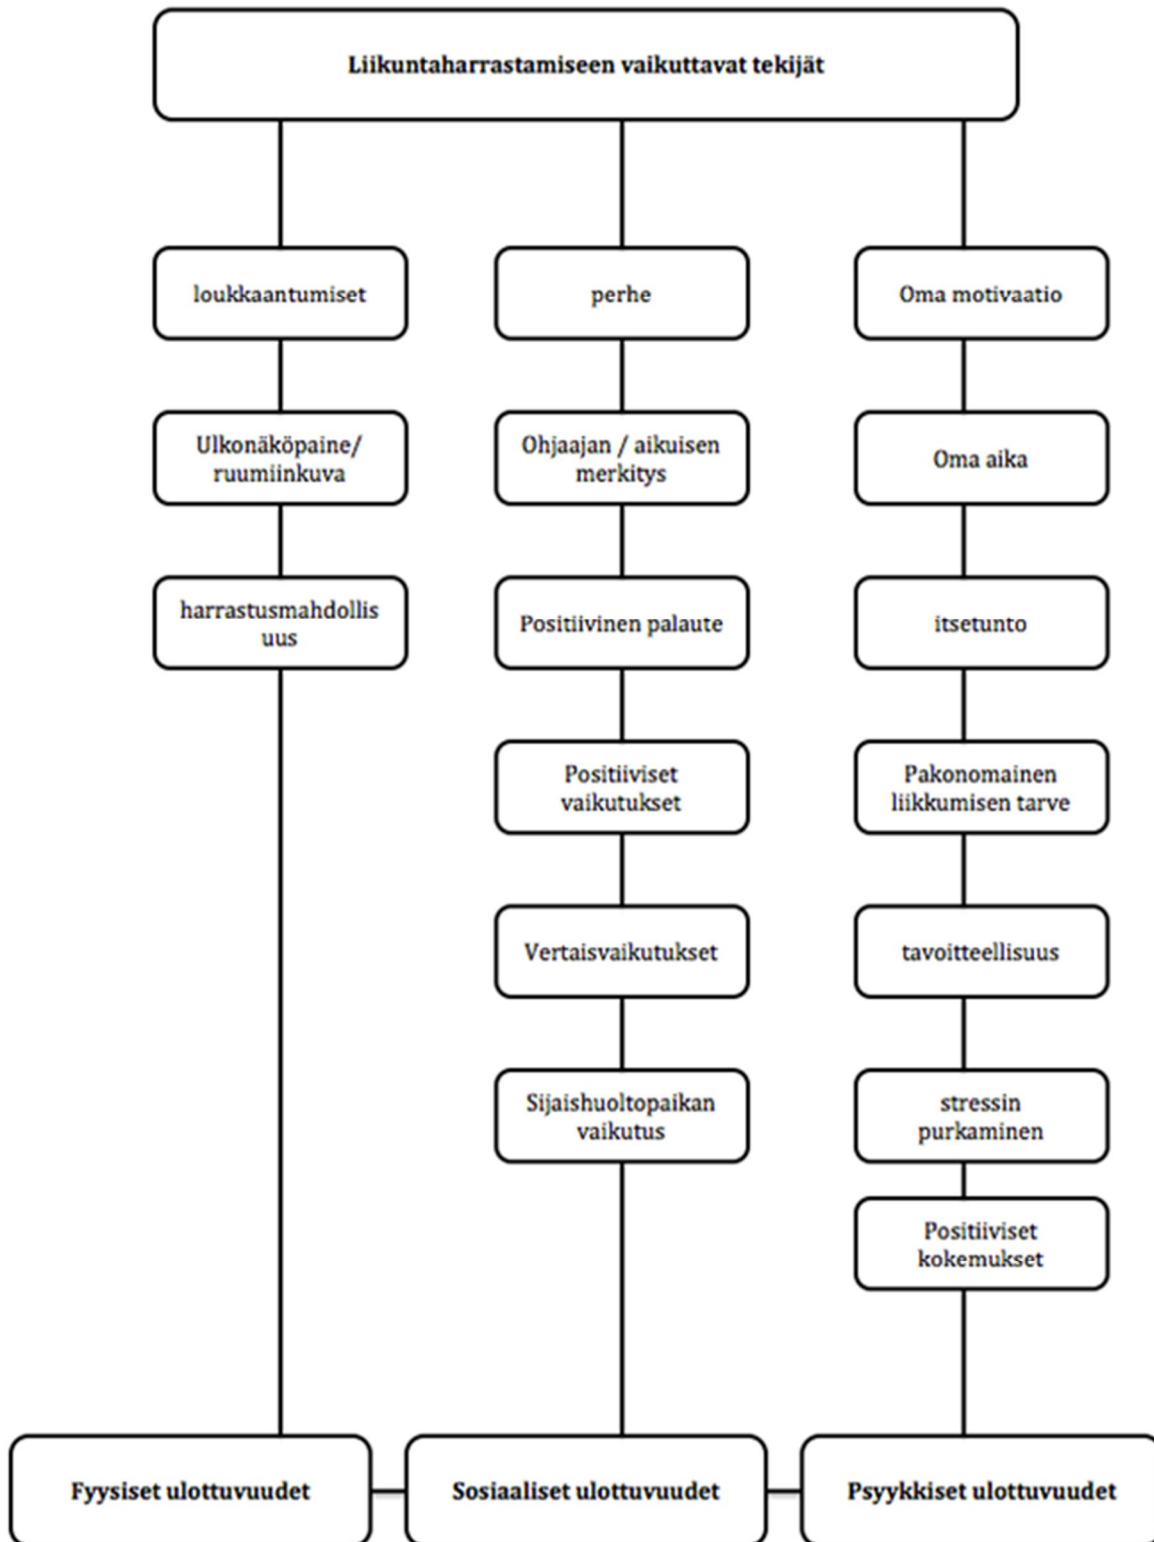 Liikuntaharrastamiseen vaikuttavat tekijät
loukkaantumiset
Ulkonäköpaine/
ruumiinkuva
harrastusmahdollis
uus
perhe
Ohjaajan / aikuisen
merkitys
Positiivinen palaute
Positiiviset
vaikutukset
Vertaisvaikutukset
Sijaishuoltopaikan
vaikutus
Oma motivaatio
Oma aika
itsetunto
Pakonomainen
liikkumisen tarve
tavoitteellisuus
stressin
purkaminen
Positiiviset
kokemukset
Fyysiset ulottuvuudet
Sosiaaliset ulottuvuudet
Psyykkiset ulottuvuudet